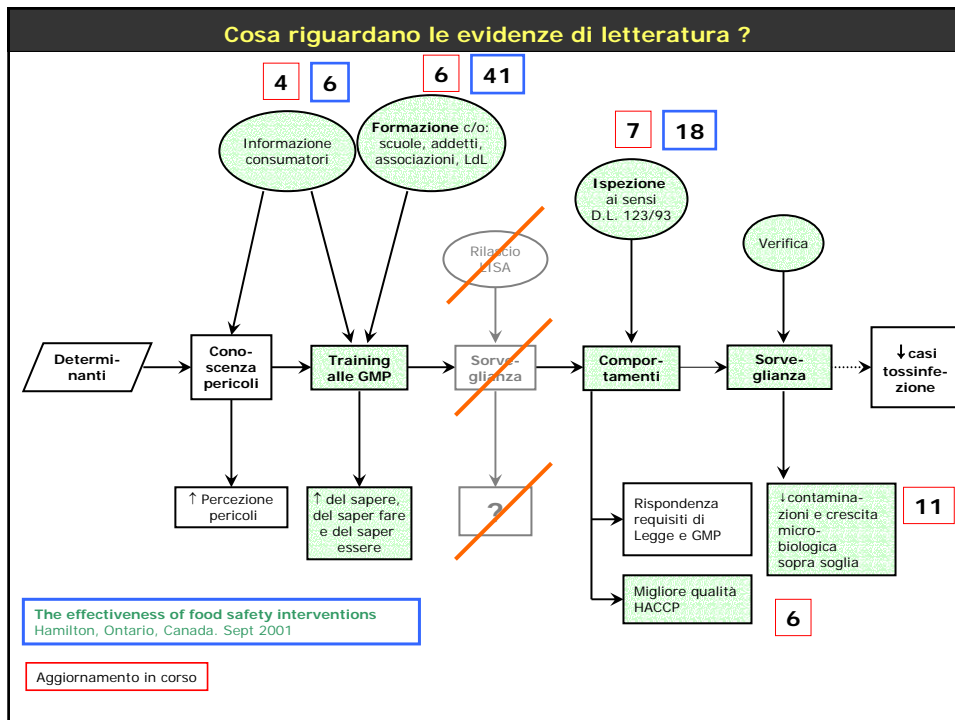 Cosa riguardano le evidenze di letteratura ?
4
6
6
41
7
18
Informazione
consumatori
Formazione c/o:
scuole, addetti,
associazioni, LdL
Ispezione
ai sensi
D.L. 123/93
Rilascio
LISA
Verifica
Determi-
nanti
Cono-
scenza
pericoli
Training
alle GMP
Sorve-
glianza
Compor-
tamenti
Sorve-
glianza
↓ casi
tossinfe-
zione
↑ Percezione
pericoli
↑ del sapere,
del saper fare
e del saper
essere
?
Rispondenza
requisiti di
Legge e GMP
↓contamina-
zioni e crescita
micro-
biologica
sopra soglia
11
Migliore qualità
HACCP
6
The effectiveness of food safety interventions
Hamilton, Ontario, Canada. Sept 2001
Aggiornamento in corso